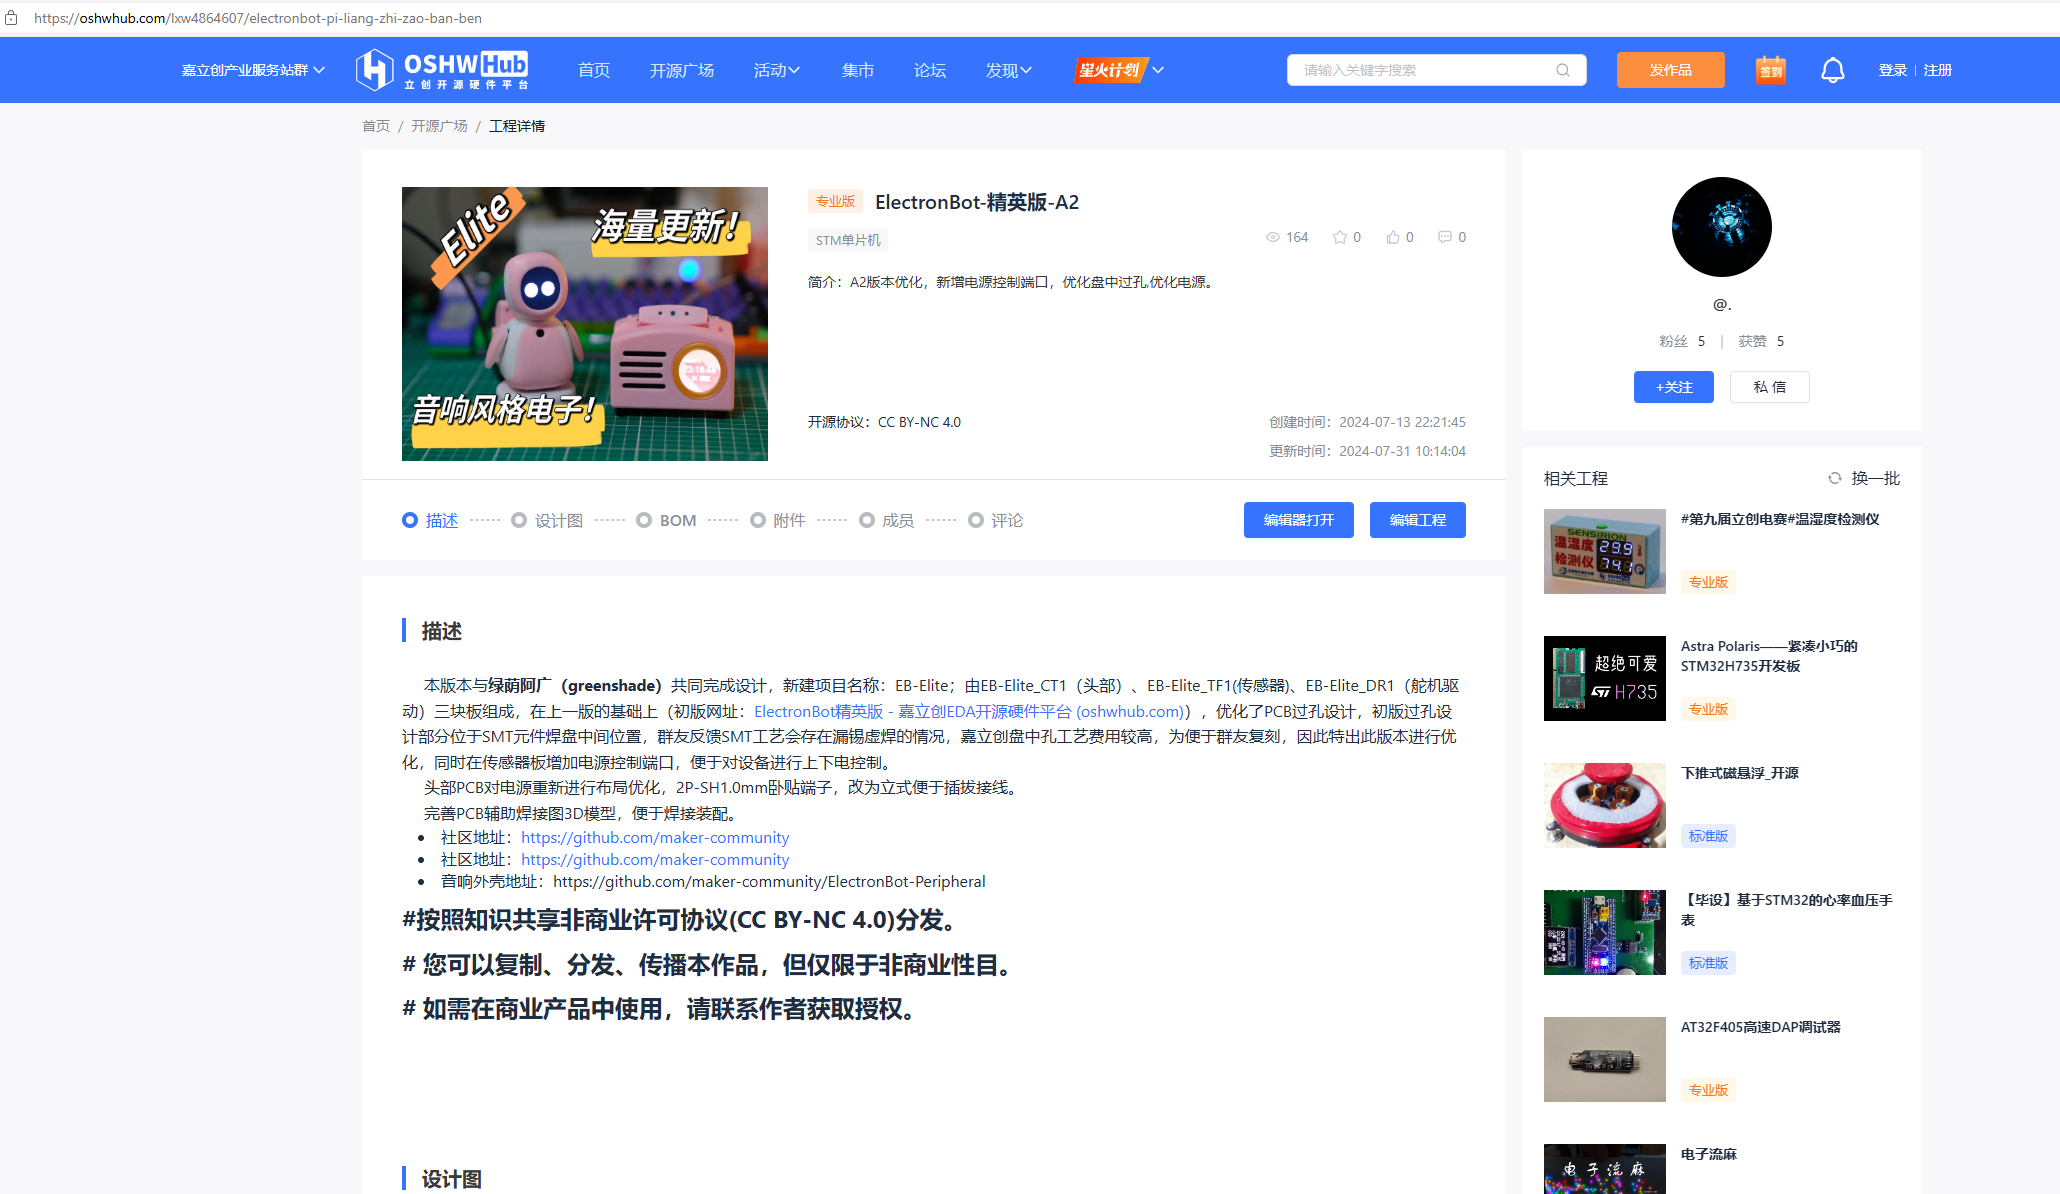 https://oshwhub.com/lxw4864607/electronbot-pi-liang-zhi-zao-ban-ben
嘉立创产业服务站群
OSHWHub
立创开源硬件平台
首页
开源广场
活动
集市
论坛
发现
星火计划
请输入关键字搜索
发作品
签到
登录 | 注册
首页 / 开源广场 / 工程详情
Elite
海量更新!
音响风格电子!
专业版 ElectronBot-精英版-A2
STM单片机
164 0 0 0
简介：A2版本优化，新增电源控制端口，优化盘中过孔,优化电源。
开源协议：CC BY-NC 4.0
创建时间：2024-07-13 22:21:45
更新时间：2024-07-31 10:14:04
描述 设计图 BOM 附件 成员 评论
编辑器打开 编辑工程
描述
本版本与绿荫阿广（greenshade）共同完成设计，新建项目名称：EB-Elite；由EB-Elite_CT1（头部）、EB-Elite_TF1(传感器)、EB-Elite_DR1（舵机驱
动）三块板组成，在上一版的基础上（初版网址：ElectronBot精英版 - 嘉立创EDA开源硬件平台 (oshwhub.com)），优化了PCB过孔设计，初版过孔设
计部分位于SMT元件焊盘中间位置，群友反馈SMT工艺会存在漏锡虚焊的情况，嘉立创盘中孔工艺费用较高，为便于群友复刻，因此特出此版本进行优
化，同时在传感器板增加电源控制端口，便于对设备进行上下电控制。
头部PCB对电源重新进行布局优化，2P-SH1.0mm卧贴端子，改为立式便于插拔接线。
完善PCB辅助焊接图3D模型，便于焊接装配。
社区地址：https://github.com/maker-community
社区地址：https://github.com/maker-community
音响外壳地址：https://github.com/maker-community/ElectronBot-Peripheral
#按照知识共享非商业许可协议(CC BY-NC 4.0)分发。
# 您可以复制、分发、传播本作品，但仅限于非商业性目。
# 如需在商业产品中使用，请联系作者获取授权。
设计图
@.
粉丝 5 | 获赞 5
+关注 私 信
相关工程 换一批
SENSIRION
温湿度
检测仪
29.9
74.1
#第九届立创电赛#温湿度检测仪
专业版
超绝可爱
H735
Astra Polaris——紧凑小巧的
STM32H735开发板
专业版
下推式磁悬浮_开源
标准版
【毕设】基于STM32的心率血压手
表
标准版
AT32F405高速DAP调试器
专业版
电子流麻
电子流麻